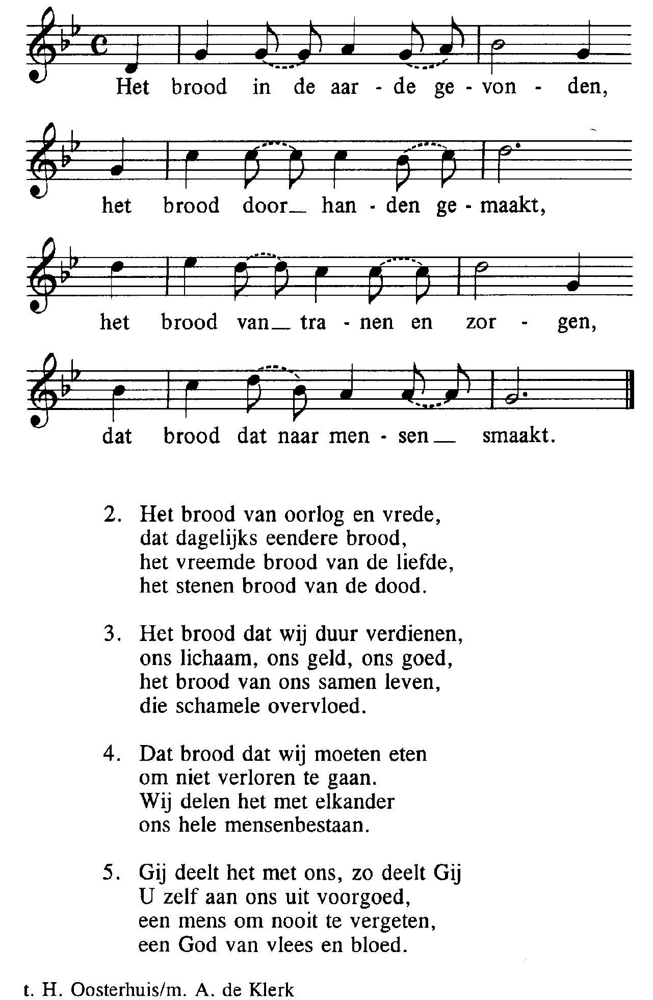 Het brood in de aar - de ge - von - den,
het brood door_ han - den ge - maakt,
het brood van_ tra - nen en zor - gen,
dat brood dat naar men - sen_ smaakt.
2. Het brood van oorlog en vrede,
dat dagelijks eendere brood,
het vreemde brood van de liefde,
het stenen brood van de dood.
3. Het brood dat wij duur verdienen,
ons lichaam, ons geld, ons goed,
het brood van ons samen leven,
die schamele overvloed.
4. Dat brood dat wij moeten eten
om niet verloren te gaan.
Wij delen het met elkander
ons hele mensenbestaan.
5. Gij deelt het met ons, zo deelt Gij
U zelf aan ons uit voorgoed,
een mens om nooit te vergeten,
een God van vlees en bloed.
t. H. Oosterhuis/m. A. de Klerk